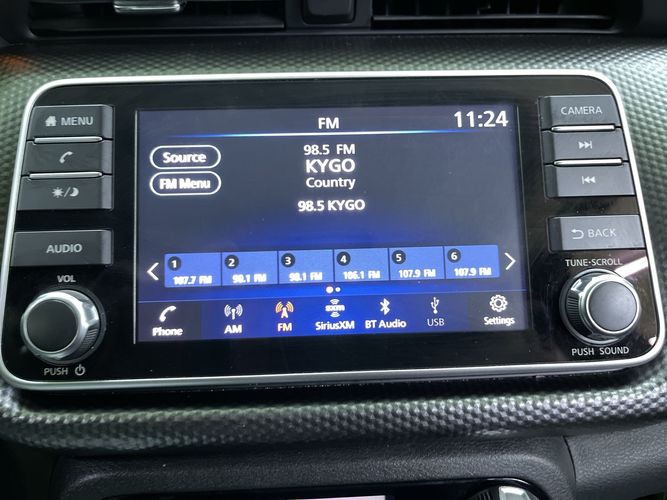 MENU
AUDIO
VOL
PUSH
FM
11:24
Source
FM Menu
98.5 FM
KYGO
Country
98.5 KYGO
1 2 3 4 5 6
107.7 FM 90.1 FM 98.1 FM 106.1 FM 107.9 FM 107.9 FM
Phone AM FM SiriusXM BT Audio USB Settings
CAMERA
BACK
TUNE·SCROLL
PUSH SOUND